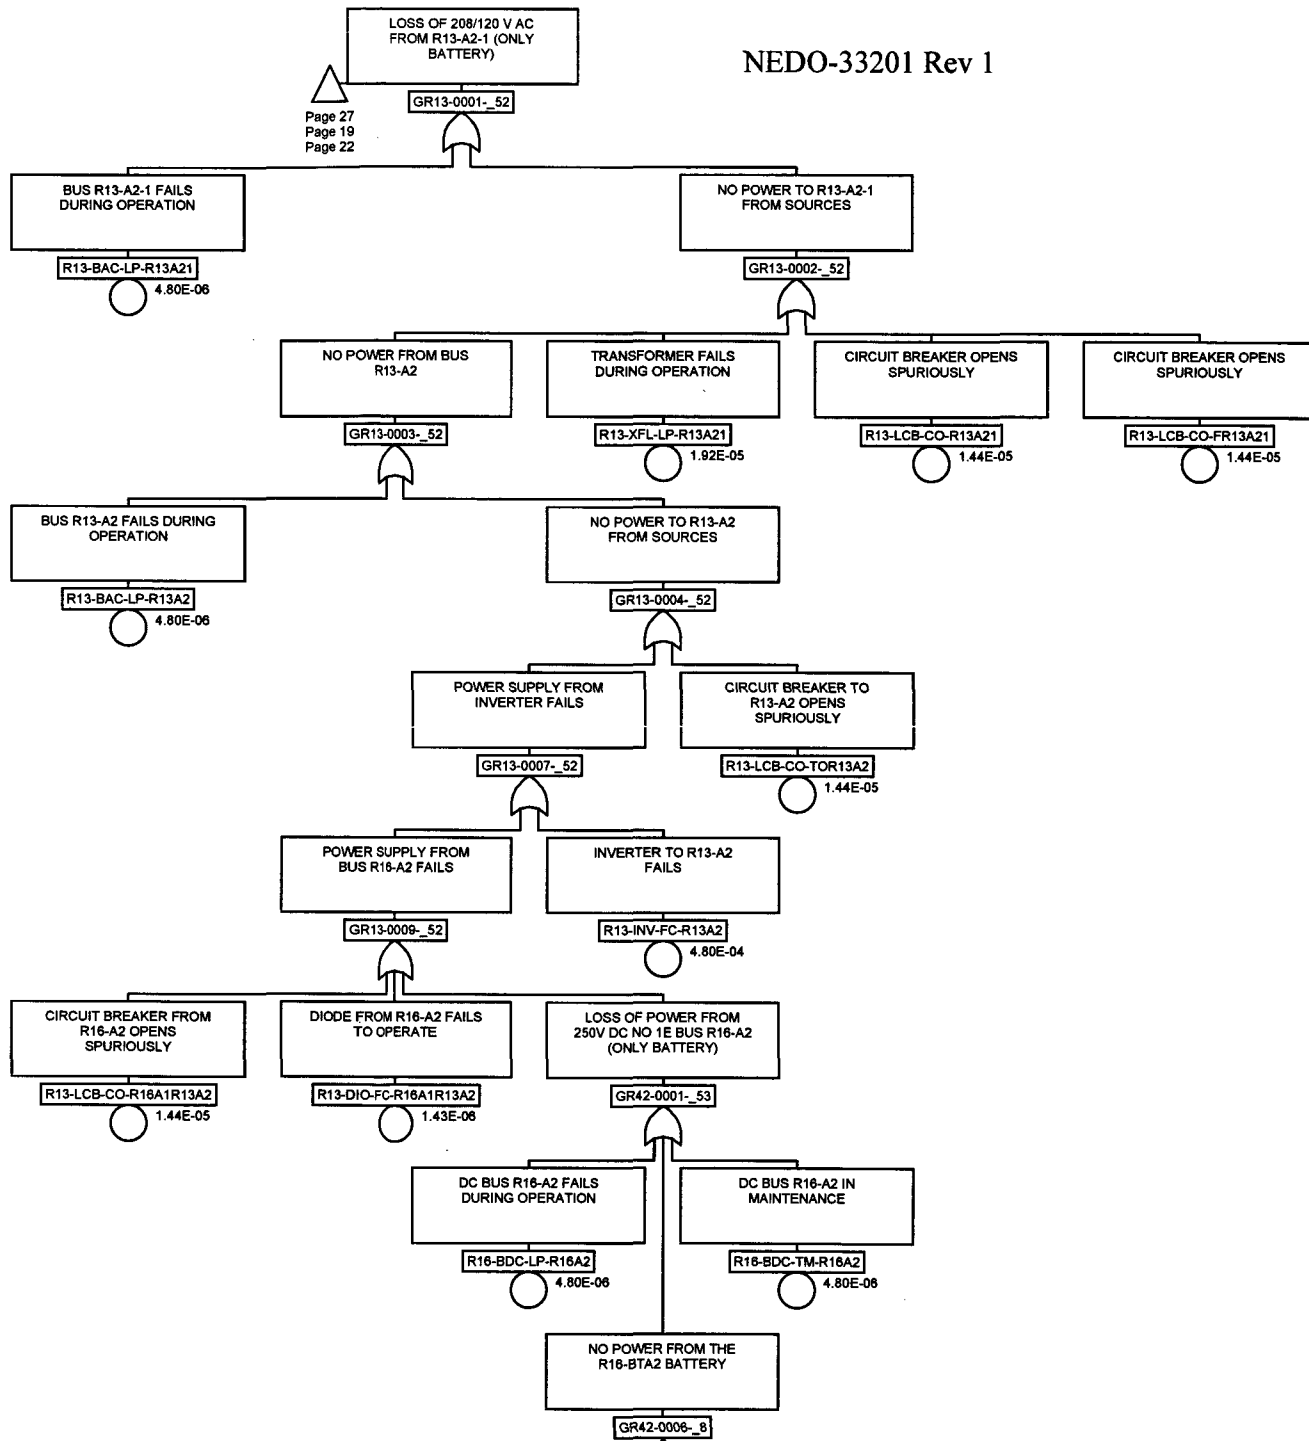 LOSS OF 208/120 V AC
FROM R13-A2-1 (ONLY
BATTERY)
NEDO-33201 Rev 1
GR13-0001-_52
Page 27
Page 19
Page 22
BUS R13-A2-1 FAILS
DURING OPERATION
R13-BAC-LP-R13A21
4.80E-06
NO POWER TO R13-A2-1
FROM SOURCES
GR13-0002-_52
NO POWER FROM BUS
R13-A2
GR13-0003-_52
TRANSFORMER FAILS
DURING OPERATION
R13-XFL-LP-R13A21
1.92E-05
CIRCUIT BREAKER OPENS
SPURIOUSLY
R13-LCB-CO-R13A21
1.44E-05
CIRCUIT BREAKER OPENS
SPURIOUSLY
R13-LCB-CO-FR13A21
1.44E-05
BUS R13-A2 FAILS DURING
OPERATION
R13-BAC-LP-R13A2
4.80E-06
NO POWER TO R13-A2
FROM SOURCES
GR13-0004-_52
POWER SUPPLY FROM
INVERTER FAILS
GR13-0007-_52
CIRCUIT BREAKER TO
R13-A2 OPENS
SPURIOUSLY
R13-LCB-CO-TOR13A2
1.44E-05
POWER SUPPLY FROM
BUS R16-A2 FAILS
GR13-0009-_52
INVERTER TO R13-A2
FAILS
R13-INV-FC-R13A2
4.80E-04
CIRCUIT BREAKER FROM
R16-A2 OPENS
SPURIOUSLY
R13-LCB-CO-R16A1R13A2
1.44E-05
DIODE FROM R16-A2 FAILS
TO OPERATE
R13-DIO-FC-R16A1R13A2
1.43E-06
LOSS OF POWER FROM
250V DC NO 1E BUS R16-A2
(ONLY BATTERY)
GR42-0001-_53
DC BUS R16-A2 FAILS
DURING OPERATION
R16-BDC-LP-R16A2
4.80E-06
DC BUS R16-A2 IN
MAINTENANCE
R16-BDC-TM-R16A2
4.80E-06
NO POWER FROM THE
R16-BTA2 BATTERY
GR42-0006-_8